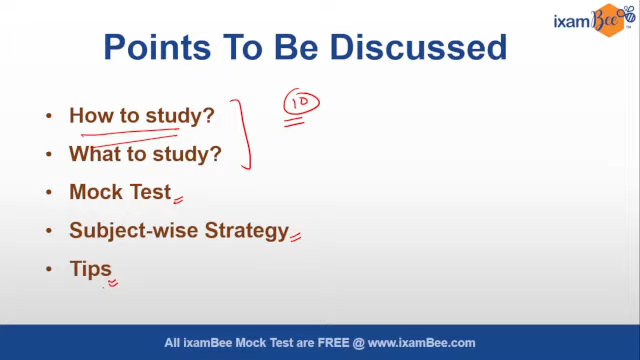 ixamBee
Points To Be Discussed
• How to study?
10
• What to study?
• Mock Test
• Subject-wise Strategy
• Tips
All ixamBee Mock Test are FREE @ www.ixamBee.com